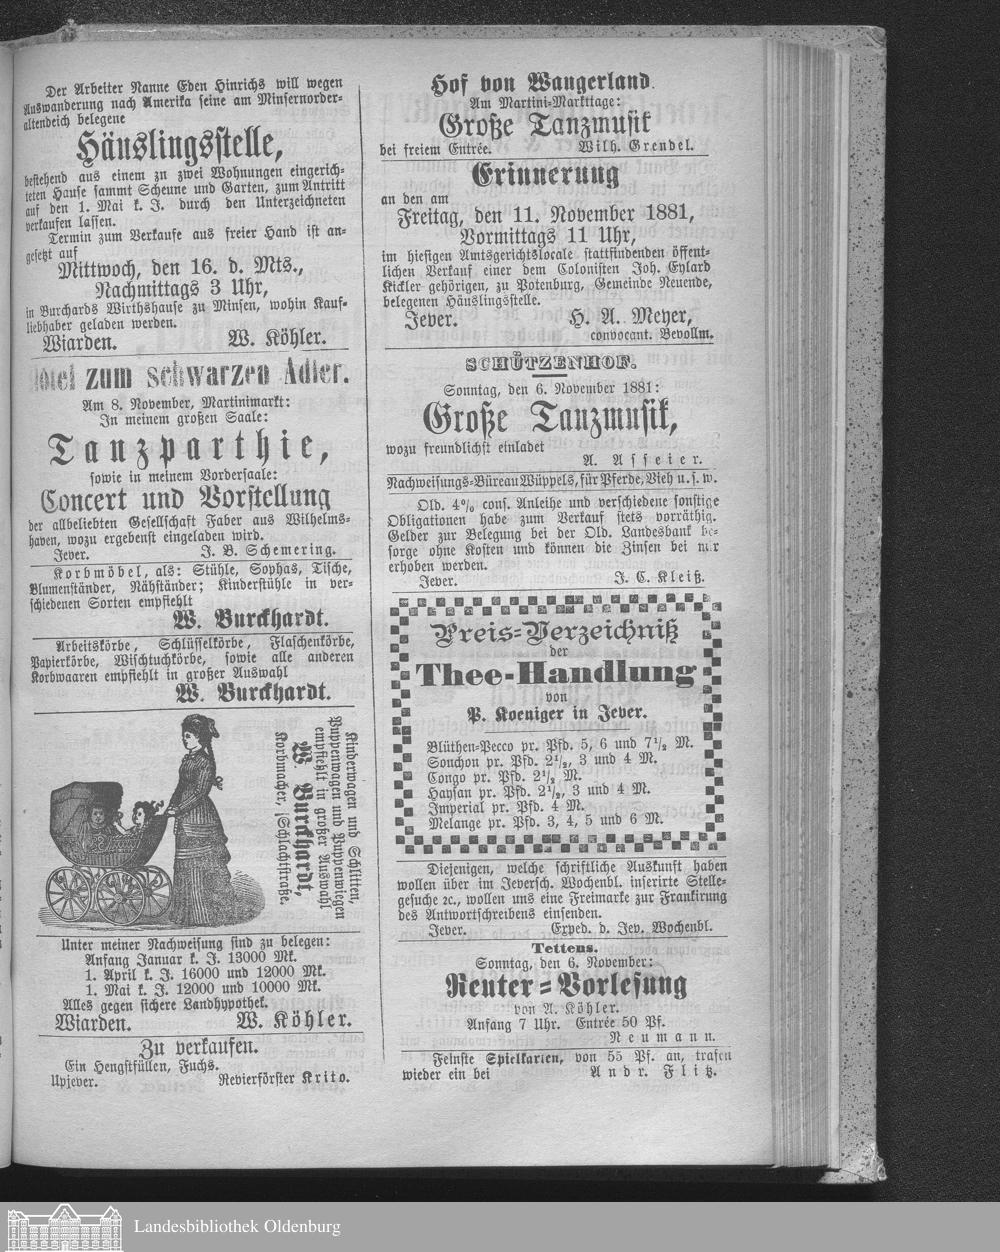 Der Arbeiter Nanne Eden Hinrichs will wegen
Auswanderung nach Amerika seine am Minsernorder-
altendeich belegene
Häuslingsstelle,
bestehend aus einem zu zwei Wohnungen eingerich-
teten Hause sammt Scheune und Garten, zum Antritt
auf den 1. Mai k. J. durch den Unterzeichneten
verkaufen lassen.
Termin zum Verkaufe aus freier Hand ist an-
gesetzt auf
Mittwoch, den 16. d. Mts.,
Nachmittags 3 Uhr,
in Burchards Wirthshause zu Minsen, wohin Kauf-
liebhaber geladen werden.
Wiarden. W. Köhler.
Hotel zum schwarzen Adler.
Am 8. November, Martinimarkt:
In meinem großen Saale:
Tanzparthie,
sowie in meinem Vordersaale:
Concert und Vorstellung
der allbeliebten Gesellschaft Faber aus Wilhelms-
haven, wozu ergebenst eingeladen wird.
Jever. J. B. Schemering.
Korbmöbel, als: Stühle, Sophas, Tische,
Blumenständer, Nähständer; Kinderstühle in ver-
schiedenen Sorten empfiehlt
W. Burckhardt.
Arbeitskörbe, Schlüsselkörbe, Flaschenkörbe,
Papierkörbe, Wischtuchkörbe, sowie alle anderen
Korbwaaren empfiehlt in großer Auswahl
W. Burckhardt.
Kinderwagen und Schlitten,
Puppenwagen und Puppenwiegen
empfiehlt in großer Auswahl
W. Burckhardt,
Korbmacher, Schlachtstraße.
Unter meiner Nachweisung sind zu belegen:
Anfang Januar k. J. 13000 Mk.
1. April k. J. 16000 und 12000 Mk.
1. Mai k. J. 12000 und 10000 Mk.
Alles gegen sichere Landhypothek.
Wiarden. W. Köhler.
Zu verkaufen.
Ein Hengstfüllen, Fuchs.
Upjever. Revierförster Krito.
Hof von Wangerland.
Am Martini-Markttage:
Große Tanzmusik
bei freiem Entrée. Wilh. Grendel.
Erinnerung
an den am
Freitag, den 11. November 1881,
Vormittags 11 Uhr,
im hiesigen Amtsgerichtslocale stattfindenden öffent-
lichen Verkauf einer dem Colonisten Joh. Eylard
Kickler gehörigen, zu Potenburg, Gemeinde Neuende,
belegenen Häuslingsstelle.
Jever. H. A. Meyer,
convocant. Bevollm.
SCHÜTZENHOF.
Sonntag, den 6. November 1881:
Große Tanzmusik,
wozu freundlichst einladet
A. Asseier.
Nachweisungs-Büreau Wüppels, für Pferde, Vieh u. s. w.
Old. 4% cons. Anleihe und verschiedene sonstige
Obligationen habe zum Verkauf stets vorräthig.
Gelder zur Belegung bei der Old. Landesbank be-
sorge ohne Kosten und können die Zinsen bei mir
erhoben werden.
Jever. J. C. Kleiß.
Preis-Verzeichniß
der
Thee-Handlung
von
P. Koeniger in Jever.
Blüthen-Pecco pr. Pfd. 5, 6 und 7½ M.
Souchon pr. Pfd. 2½, 3 und 4 M.
Congo pr. Pfd. 2½ M.
Haysan pr. Pfd. 2½, 3 und 4 M.
Imperial pr. Pfd. 4 M.
Melange pr. Pfd. 3, 4, 5 und 6 M.
Diejenigen, welche schriftliche Auskunft haben
wollen über im Jeversch. Wochenbl. inserirte Stelle-
gesuche ꝛc., wollen uns eine Freimarke zur Frankirung
des Antwortschreibens einsenden.
Jever. Exped. d. Jev. Wochenbl.
Tettens.
Sonntag, den 6. November:
Reuter-Vorlesung
von A. Köhler.
Anfang 7 Uhr. Entrée 50 Pf.
Neumann.
Feinste Spielkarten, von 55 Pf. an, trafen
wieder ein bei Andr. Flitz.
Landesbibliothek Oldenburg